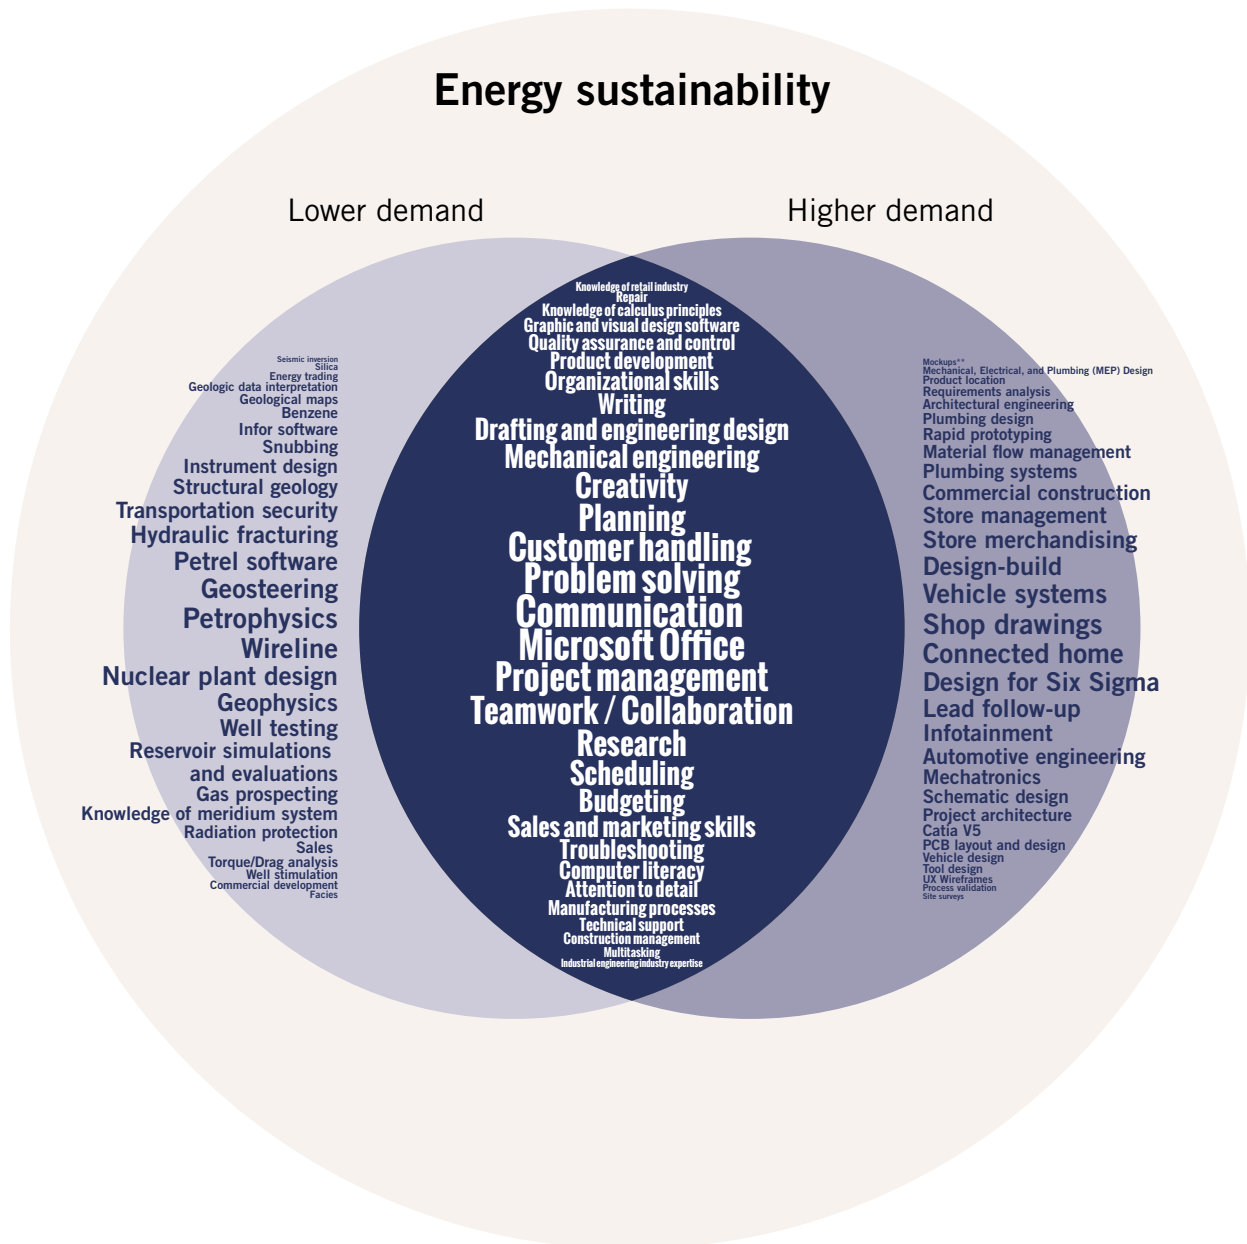 Energy sustainability
Lower demand
Seismic inversion
Silica
Energy trading
Geologic data interpretation
Geological maps
Benzene
Infor software
Snubbing
Instrument design
Structural geology
Transportation security
Hydraulic fracturing
Petrel software
Geosteering
Petrophysics
Wireline
Nuclear plant design
Geophysics
Well testing
Reservoir simulations
and evaluations
Gas prospecting
Knowledge of meridium system
Radiation protection
Sales
Torque/Drag analysis
Well stimulation
Commercial development
Facies
Knowledge of retail industry
Repair
Knowledge of calculus principles
Graphic and visual design software
Quality assurance and control
Product development
Organizational skills
Writing
Drafting and engineering design
Mechanical engineering
Creativity
Planning
Customer handling
Problem solving
Communication
Microsoft Office
Project management
Teamwork / Collaboration
Research
Scheduling
Budgeting
Sales and marketing skills
Troubleshooting
Computer literacy
Attention to detail
Manufacturing processes
Technical support
Construction management
Multitasking
Industrial engineering industry expertise
Higher demand
Mockups**
Mechanical, Electrical, and Plumbing (MEP) Design
Product location
Requirements analysis
Architectural engineering
Plumbing design
Rapid prototyping
Material flow management
Plumbing systems
Commercial construction
Store management
Store merchandising
Design-build
Vehicle systems
Shop drawings
Connected home
Design for Six Sigma
Lead follow-up
Infotainment
Automotive engineering
Mechatronics
Schematic design
Project architecture
Catia V5
PCB layout and design
Vehicle design
Tool design
UX Wireframes
Process validation
Site surveys